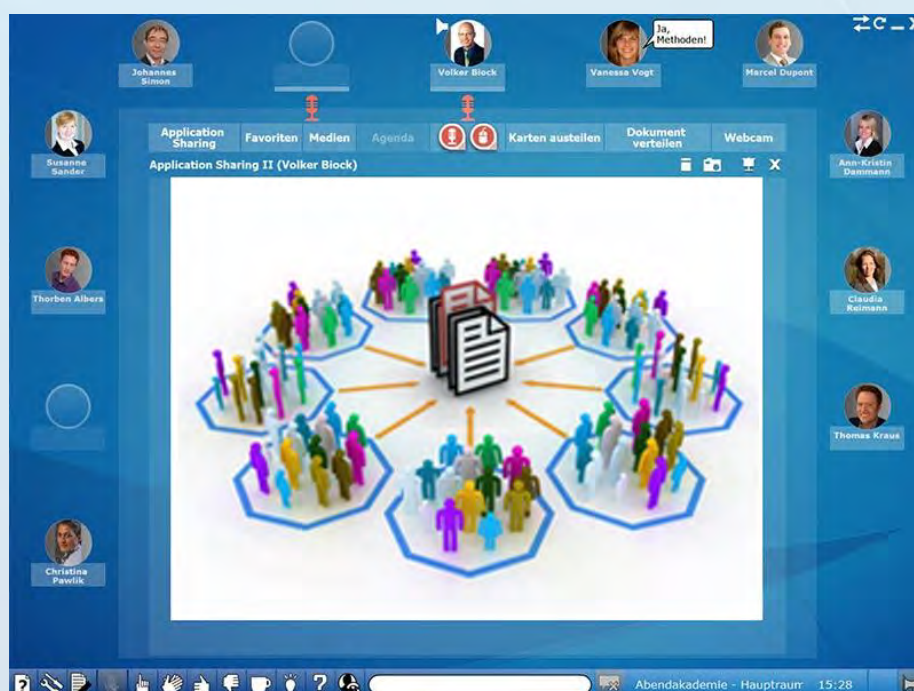 Johannes
Simon
Volker Block
Vanessa Vogt
Ja,
Methoden!
Marcel Dupont
Susanne
Sander
Ann-Kristin
Dammann
Application
Sharing
Favoriten
Medien
Agenda
Karten austeilen
Dokument
verteilen
Webcam
Application Sharing II (Volker Block)
Thorben Albers
Claudia
Reimann
Thomas Kraus
Christina
Pawlik
Abendakademie - Hauptraum 15:28